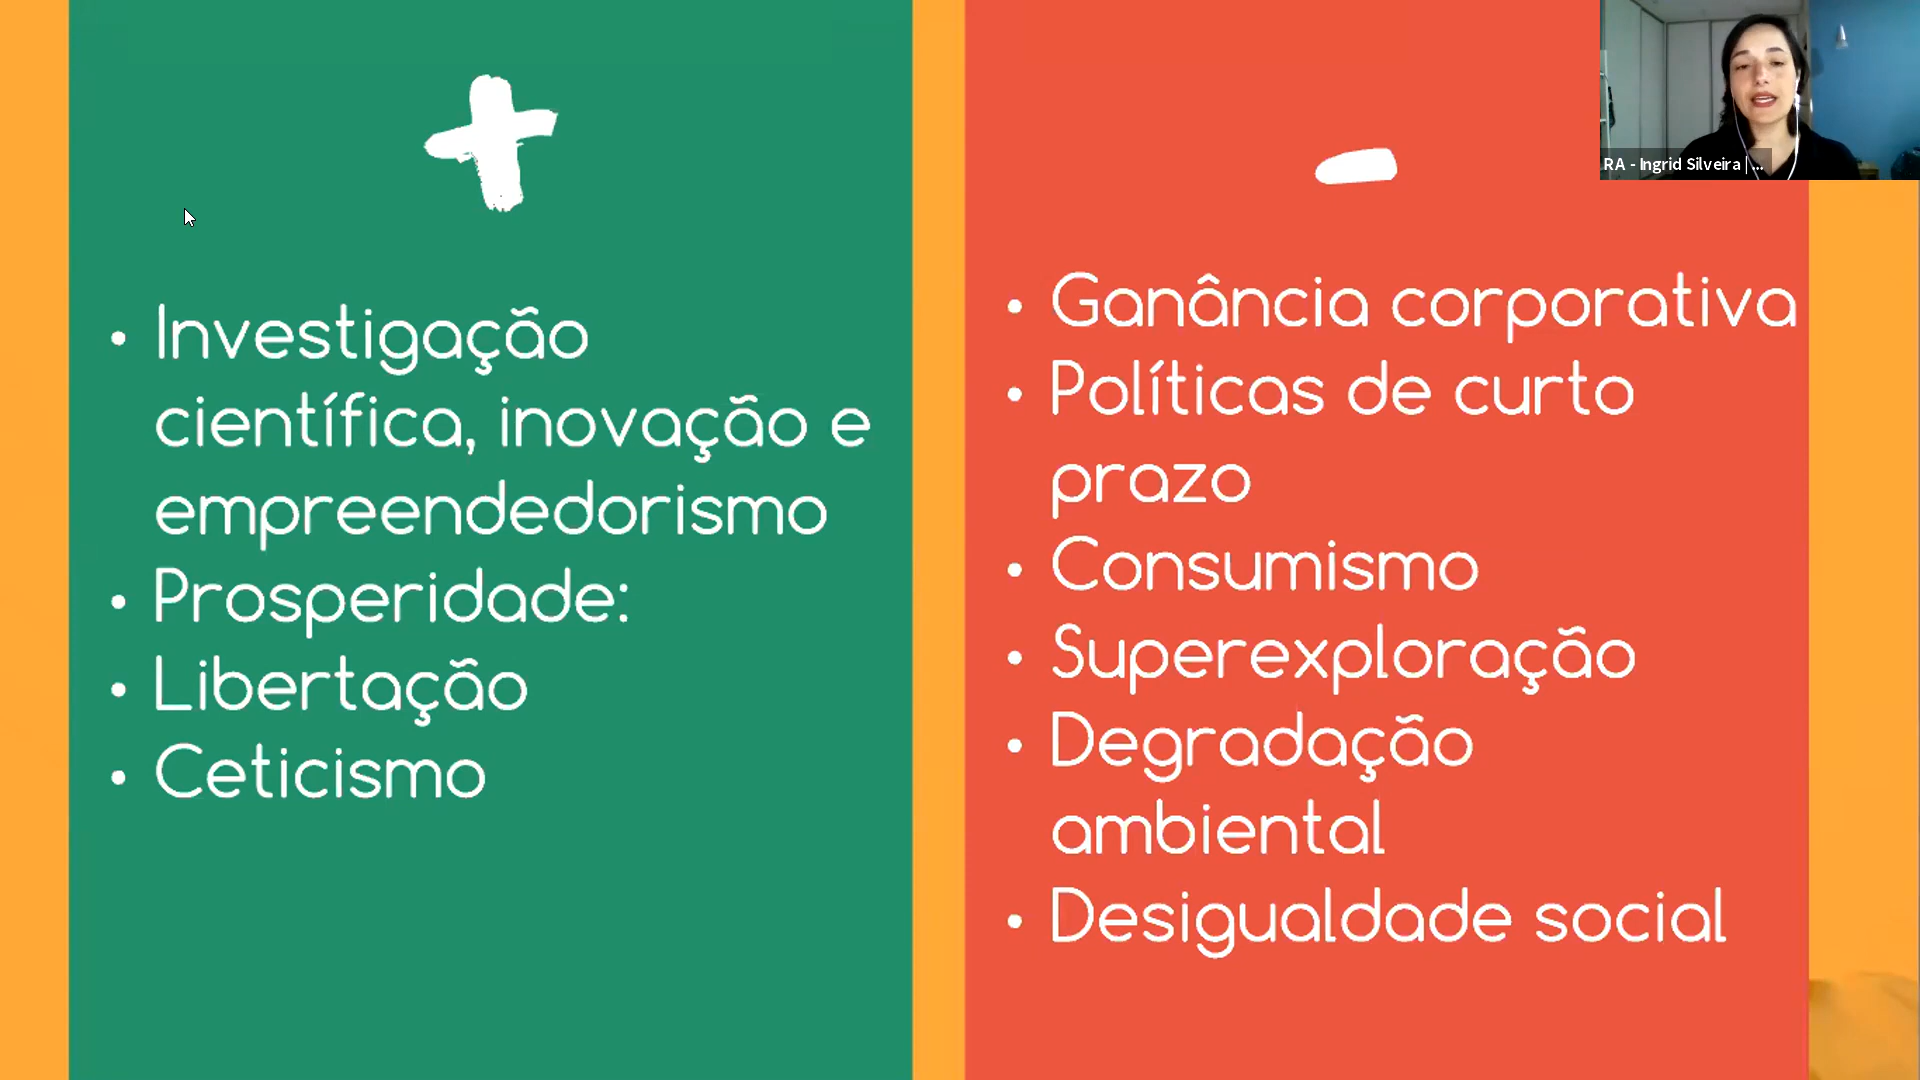 Investigação
científica, inovação e
empreendedorismo
Prosperidade:
Libertação
Ceticismo
Ganância corporativa
Políticas de curto
prazo
Consumismo
Superexploração
Degradação
ambiental
Desigualdade social
RA - Ingrid Silveira | ...